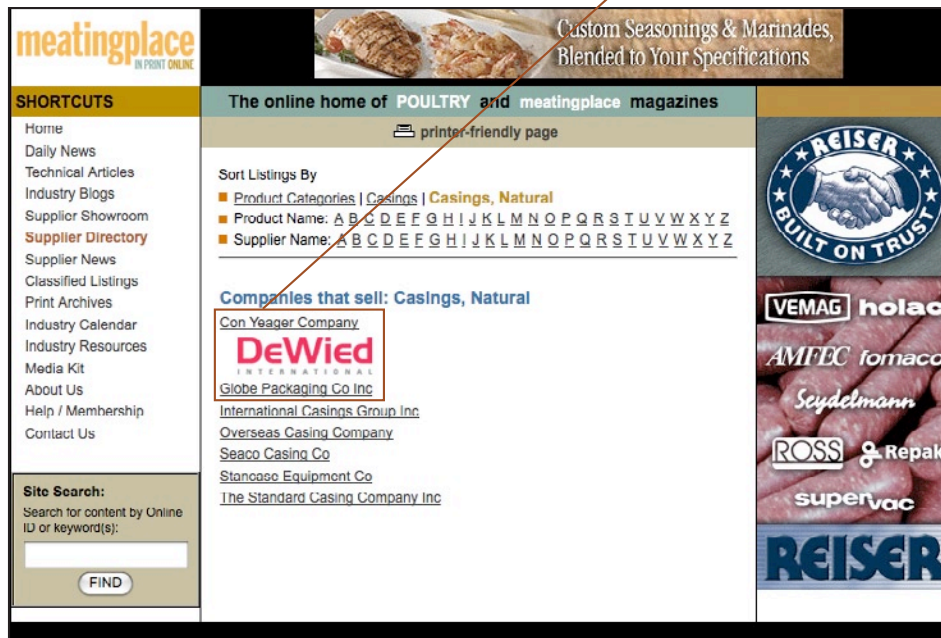 meatingplace
IN PRINT ONLINE
Custom Seasonings & Marinades,
Blended to Your Specifications
SHORTCUTS
Home
Daily News
Technical Articles
Industry Blogs
Supplier Showroom
Supplier Directory
Supplier News
Classified Listings
Print Archives
Industry Calendar
Industry Resources
Media Kit
About Us
Help / Membership
Contact Us
Site Search:
Search for content by Online
ID or keyword(s):
FIND
The online home of POULTRY and meatingplace magazines
printer-friendly page
Sort Listings By
Product Categories | Casings | Casings, Natural
Product Name: A B C D E F G H I J K L M N O P Q R S T U V W X Y Z
Supplier Name: A B C D E F G H I J K L M N O P Q R S T U V W X Y Z
Companies that sell: Casings, Natural
Con Yeager Company
DeWied
INTERNATIONAL
Globe Packaging Co Inc
International Casings Group Inc
Overseas Casing Company
Seaco Casing Co
Stancase Equipment Co
The Standard Casing Company Inc
REISER
BUILT ON TRUST
VEMAG holac
AMFEC fomaco
Seydelmann
ROSS Repak
supervac
REISER